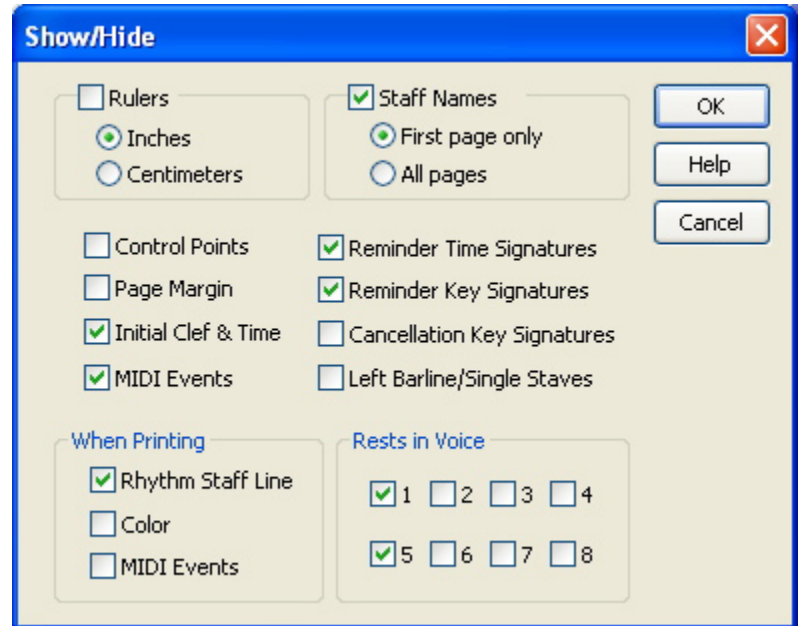 Show/Hide
Rulers
Inches
Centimeters
Staff Names
First page only
All pages
OK
Help
Cancel
Control Points
Page Margin
Initial Clef & Time
MIDI Events
Reminder Time Signatures
Reminder Key Signatures
Cancellation Key Signatures
Left Barline/Single Staves
When Printing
Rhythm Staff Line
Color
MIDI Events
Rests in Voice
1 2 3 4
5 6 7 8